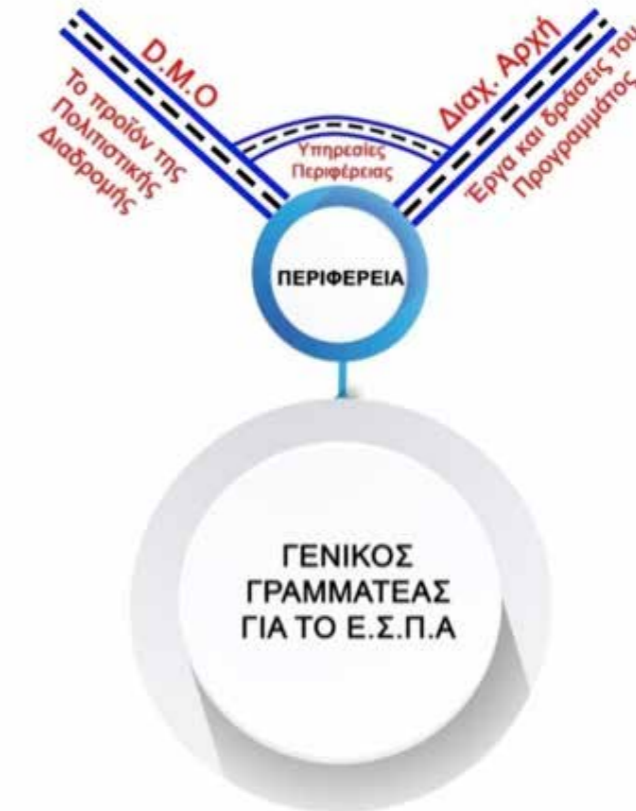 D.M.O
Το προϊόν της
Πολιτιστικής
Διαδρομής
Διαχ. Αρχή
Έργα και δράσεις του
Προγράμματος
Υπηρεσίες
Περιφέρειας
ΠΕΡΙΦΕΡΕΙΑ
ΓΕΝΙΚΟΣ
ΓΡΑΜΜΑΤΕΑΣ
ΓΙΑ ΤΟ Ε.Σ.Π.Α